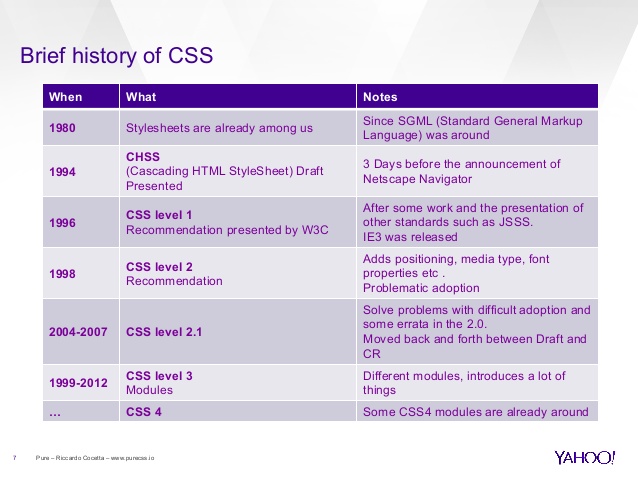 Brief history of CSS
When What Notes
1980 Stylesheets are already among us Since SGML (Standard General Markup
Language) was around
1994 CHSS
(Cascading HTML StyleSheet) Draft
Presented
3 Days before the announcement of
Netscape Navigator
1996 CSS level 1
Recommendation presented by W3C
After some work and the presentation of
other standards such as JSSS.
IE3 was released
1998 CSS level 2
Recommendation
Adds positioning, media type, font
properties etc .
Problematic adoption
2004-2007 CSS level 2.1
Solve problems with difficult adoption and
some errata in the 2.0.
Moved back and forth between Draft and
CR
1999-2012 CSS level 3
Modules
Different modules, introduces a lot of
things
... CSS 4 Some CSS4 modules are already around
7 Pure – Riccardo Cocetta – www.purecss.io
YAHOO!